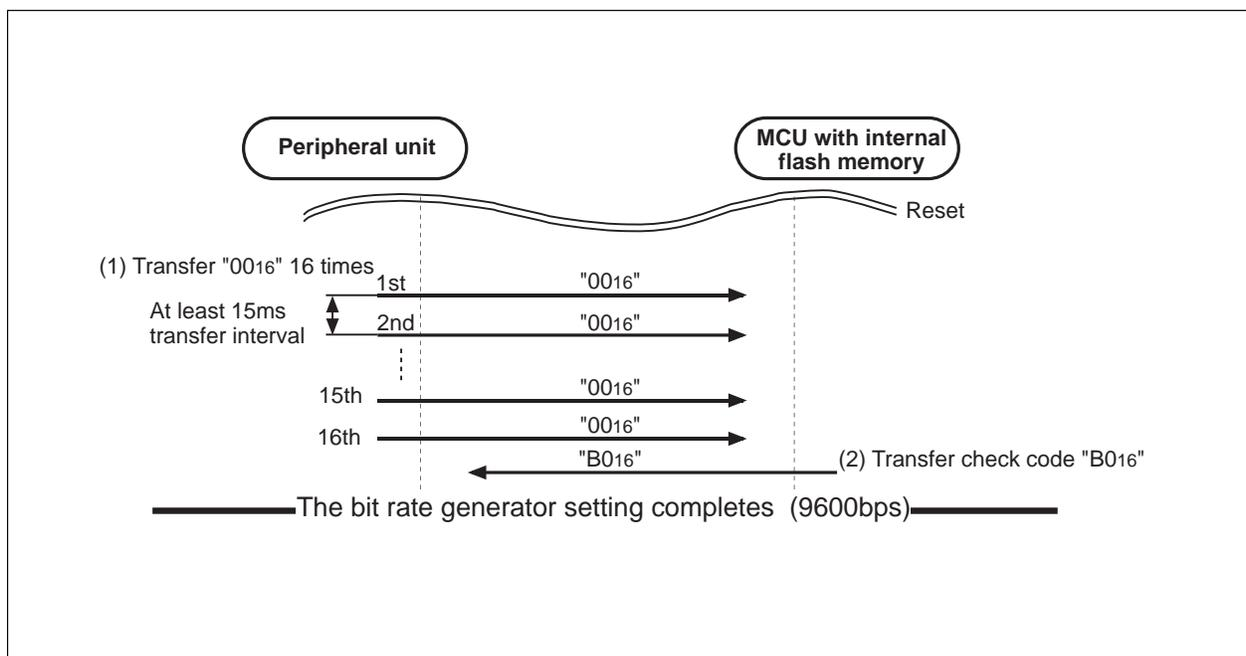 Peripheral unit
MCU with internal
flash memory
Reset
(1) Transfer "0016" 16 times
1st
"0016"
At least 15ms
transfer interval
2nd
"0016"
15th
"0016"
16th
"0016"
"B016"
(2) Transfer check code "B016"
The bit rate generator setting completes (9600bps)